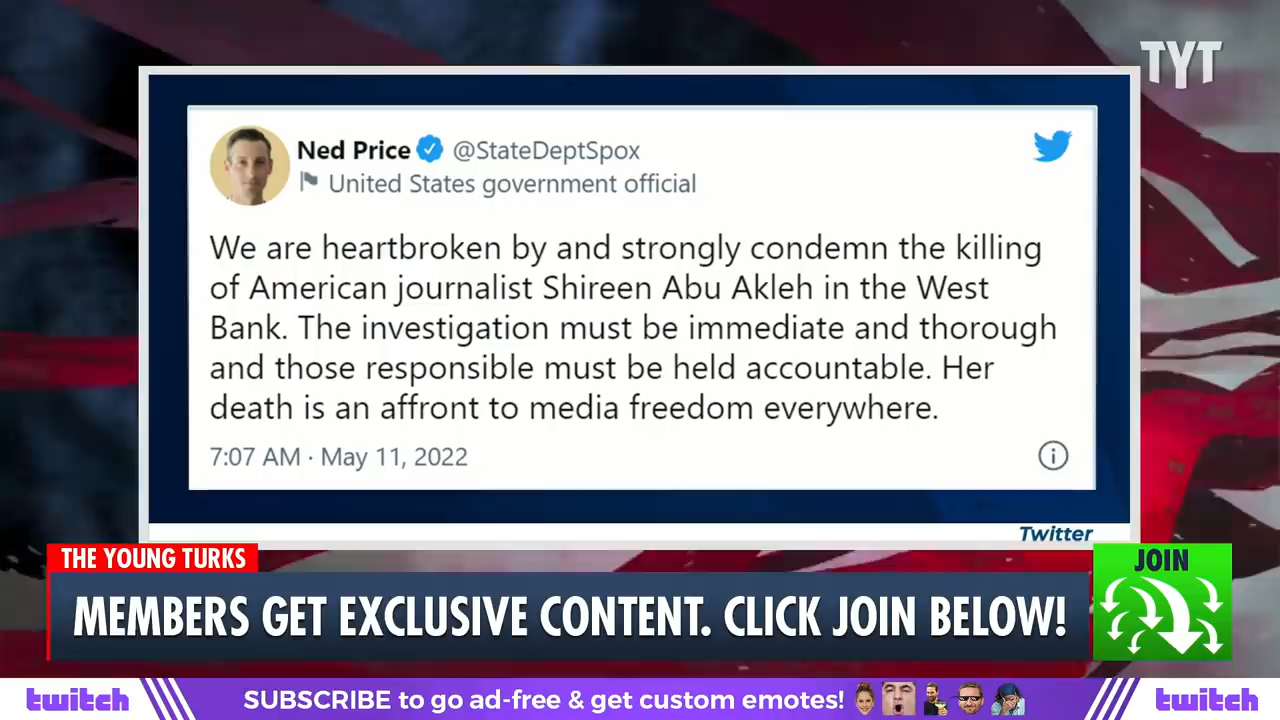 TYT
Ned Price @StateDeptSpox
United States government official
We are heartbroken by and strongly condemn the killing
of American journalist Shireen Abu Akleh in the West
Bank. The investigation must be immediate and thorough
and those responsible must be held accountable. Her
death is an affront to media freedom everywhere.
7:07 AM · May 11, 2022
Twitter
THE YOUNG TURKS
JOIN
MEMBERS GET EXCLUSIVE CONTENT. CLICK JOIN BELOW!
twitch SUBSCRIBE to go ad-free & get custom emotes! twitch